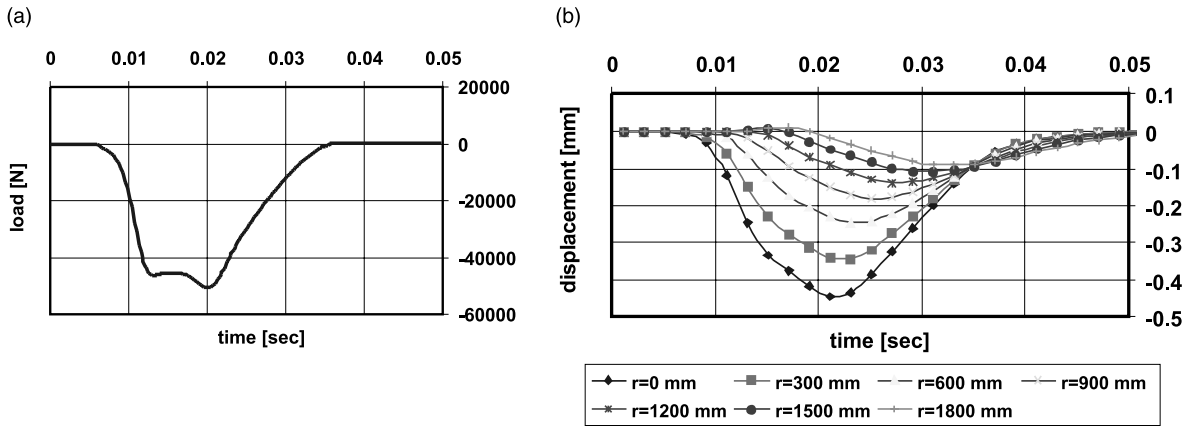 (a)
0 0.01 0.02 0.03 0.04 0.05
20000
0
-20000
-40000
-60000
load [N]
time [sec]
(b)
0 0.01 0.02 0.03 0.04 0.05
0.1
0
-0.1
-0.2
-0.3
-0.4
-0.5
displacement [mm]
time [sec]
r=0 mm r=300 mm r=600 mm r=900 mm
r=1200 mm r=1500 mm r=1800 mm